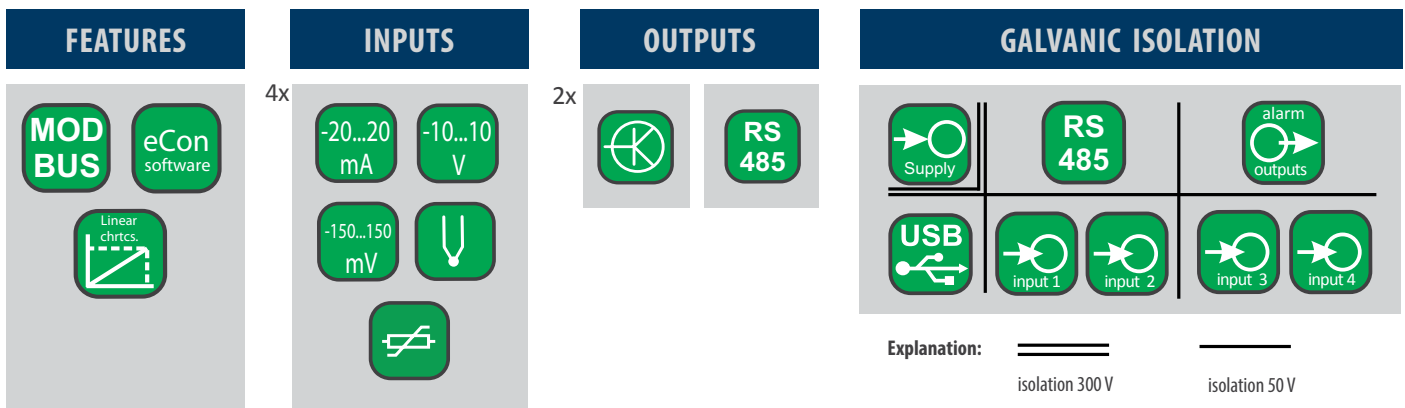 FEATURES
MOD
BUS
eCon
software
Linear
chrtcs.
INPUTS
4x
-20...20
mA
-10...10
V
-150...150
mV
OUTPUTS
2x
RS
485
GALVANIC ISOLATION
Supply
RS
485
alarm
outputs
USB
input 1
input 2
input 3
input 4
Explanation:
isolation 300 V
isolation 50 V